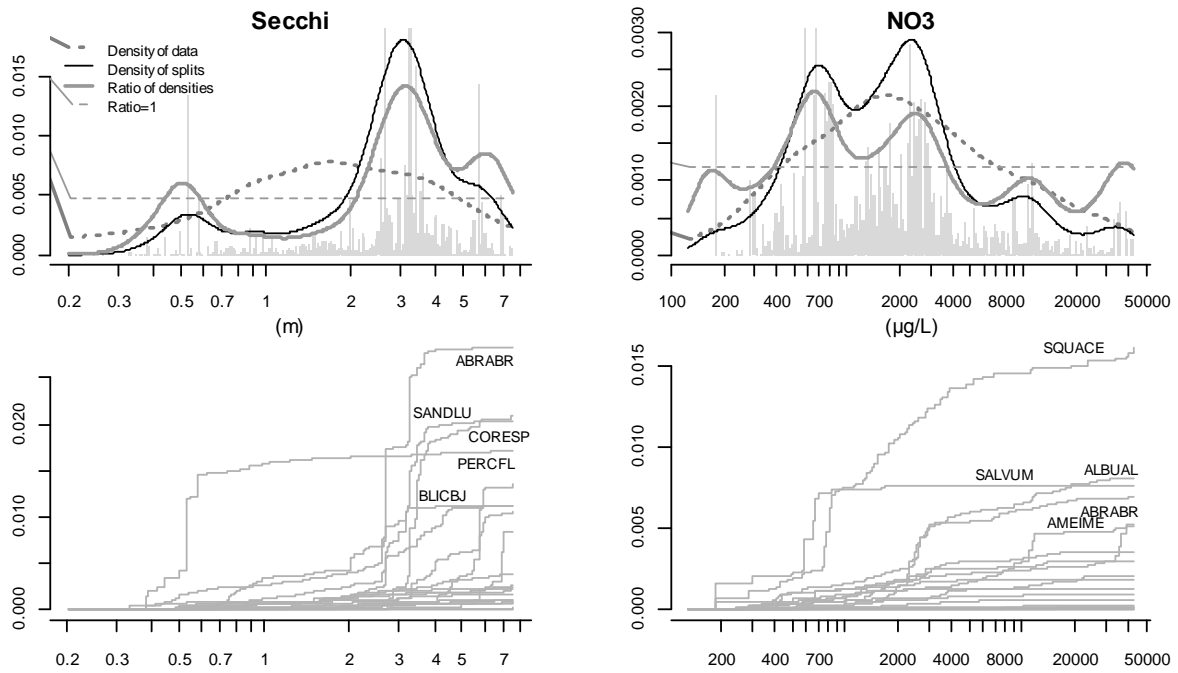 Secchi
NO3
Density of data
Density of splits
Ratio of densities
Ratio=1
0.000 0.005 0.010 0.015
0.2 0.3 0.5 0.7 1 2 3 4 5 7
(m)
0.0000 0.0010 0.0020 0.0030
100 200 400 700 2000 4000 8000 20000 50000
(µg/L)
0.000 0.010 0.020
ABRABR
SANDLU
CORESP
PERCFL
BLICBJ
0.2 0.3 0.5 0.7 1 2 3 4 5 7
0.000 0.005 0.010 0.015
SQUACE
SALVUM
ALBUAL
ABRABR
AMEIME
200 400 700 2000 4000 8000 20000 50000